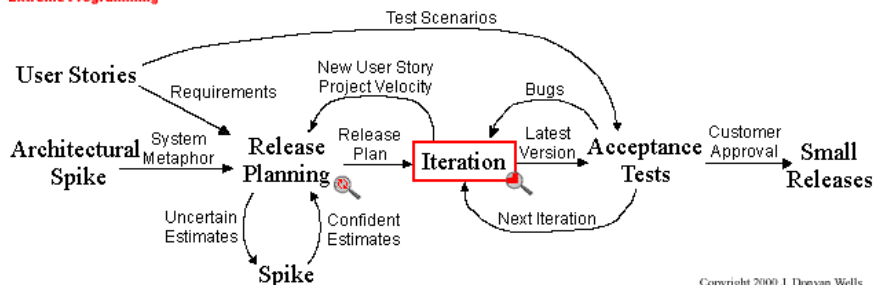 Test Scenarios
User Stories
Requirements
New User Story
Project Velocity
Bugs
Architectural
Spike
System
Metaphor
Release
Planning
Release
Plan
Iteration
Latest
Version
Acceptance
Tests
Customer
Approval
Small
Releases
Uncertain
Estimates
Confident
Estimates
Next Iteration
Spike
Copyright 2000 J. Donvan Wells